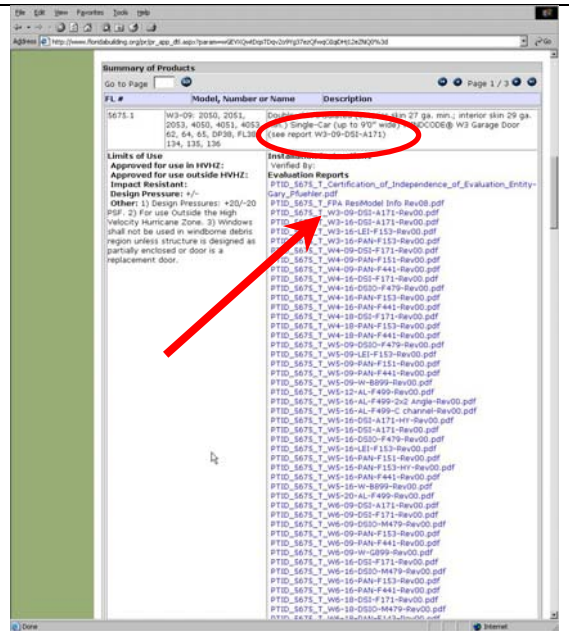 File Edit View Favorites Tools Help
Address http://www.floridabuilding.org/pr/pr_app_dtl.aspx?
Go
Summary of Products
Go to Page Page 1 / 3
FL # Model, Number or Name Description
5675.1 W3-09: 2050, 2051, skin 27 ga. min.; interior skin 29 ga.
2053, 4050, 4051, 4053 Single-Car (up to 9'0" wide) W3 Garage Door
62, 64, 65, DP38, FL38 (see report W3-09-DSI-A171)
134, 135, 136
Limits of Use
Approved for use in HVHZ: Verified By:
Approved for use outside HVHZ: Evaluation Reports
Impact Resistant: PTID_5675_T_Certification_of_Independence_of_Evaluation_Entity-
Design Pressure: +/- Gary_Pfuehler.pdf
Other: 1) Design Pressures: +20/-20 PTID_5675_T_FPA ResiModel Info Rev08.pdf
PSF. 2) For use Outside the High PTID_5675_T_W3-09-DSI-A171-Rev00.pdf
Velocity Hurricane Zone. 3) Windows PTID_5675_T_W3-16-DSI-A171-Rev00.pdf
shall not be used in windborne debris PTID_5675_T_W3-16-LEI-F153-Rev00.pdf
region unless structure is designed as PTID_5675_T_W3-16-PAN-F153-Rev00.pdf
partially enclosed or door is a PTID_5675_T_W4-09-DSI-F171-Rev00.pdf
replacement door. PTID_5675_T_W4-09-PAN-F151-Rev00.pdf
PTID_5675_T_W4-09-PAN-F441-Rev00.pdf
PTID_5675_T_W4-16-DSI-F171-Rev00.pdf
PTID_5675_T_W4-16-DSIO-F479-Rev00.pdf
PTID_5675_T_W4-16-PAN-F153-Rev00.pdf
PTID_5675_T_W4-16-PAN-F441-Rev00.pdf
PTID_5675_T_W4-18-DSI-F171-Rev00.pdf
PTID_5675_T_W4-18-PAN-F153-Rev00.pdf
PTID_5675_T_W4-18-PAN-F441-Rev00.pdf
PTID_5675_T_W5-09-DSI-A171-Rev00.pdf
PTID_5675_T_W5-09-DSIO-F479-Rev00.pdf
PTID_5675_T_W5-09-LEI-F153-Rev00.pdf
PTID_5675_T_W5-09-PAN-F151-Rev00.pdf
PTID_5675_T_W5-09-PAN-F441-Rev00.pdf
PTID_5675_T_W5-09-W-B899-Rev00.pdf
PTID_5675_T_W5-12-AL-F499-Rev00.pdf
PTID_5675_T_W5-16-AL-F499-2x2 Angle-Rev00.pdf
PTID_5675_T_W5-16-AL-F499-C channel-Rev00.pdf
PTID_5675_T_W5-16-DSI-A171-HY-Rev00.pdf
PTID_5675_T_W5-16-DSI-A171-Rev00.pdf
PTID_5675_T_W5-16-DSIO-F479-Rev00.pdf
PTID_5675_T_W5-16-LEI-F153-Rev00.pdf
PTID_5675_T_W5-16-PAN-F151-Rev00.pdf
PTID_5675_T_W5-16-PAN-F153-HY-Rev00.pdf
PTID_5675_T_W5-16-PAN-F441-Rev00.pdf
PTID_5675_T_W5-16-W-B899-Rev00.pdf
PTID_5675_T_W5-20-AL-F499-Rev00.pdf
PTID_5675_T_W6-09-DSI-A171-Rev00.pdf
PTID_5675_T_W6-09-DSI-F171-Rev00.pdf
PTID_5675_T_W6-09-DSIO-M479-Rev00.pdf
PTID_5675_T_W6-09-PAN-F153-Rev00.pdf
PTID_5675_T_W6-09-PAN-F441-Rev00.pdf
PTID_5675_T_W6-09-W-G899-Rev00.pdf
PTID_5675_T_W6-16-DSI-F171-Rev00.pdf
PTID_5675_T_W6-16-DSIO-M479-Rev00.pdf
PTID_5675_T_W6-16-PAN-F153-Rev00.pdf
PTID_5675_T_W6-16-PAN-F441-Rev00.pdf
PTID_5675_T_W6-18-DSI-F171-Rev00.pdf
PTID_5675_T_W6-18-DSIO-M479-Rev00.pdf
Done Internet